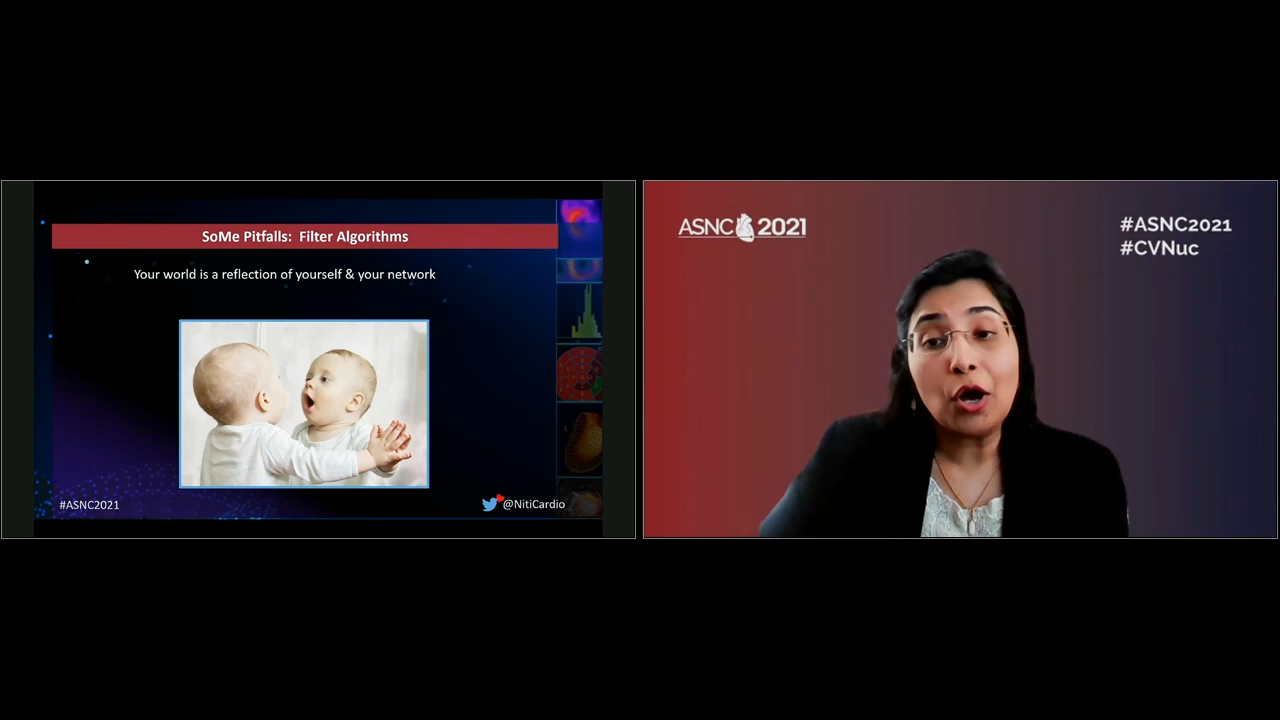 SoMe Pitfalls: Filter Algorithms
Your world is a reflection of yourself & your network
#ASNC2021
@NitiCardio
ASNC 2021
#ASNC2021
#CVNuc